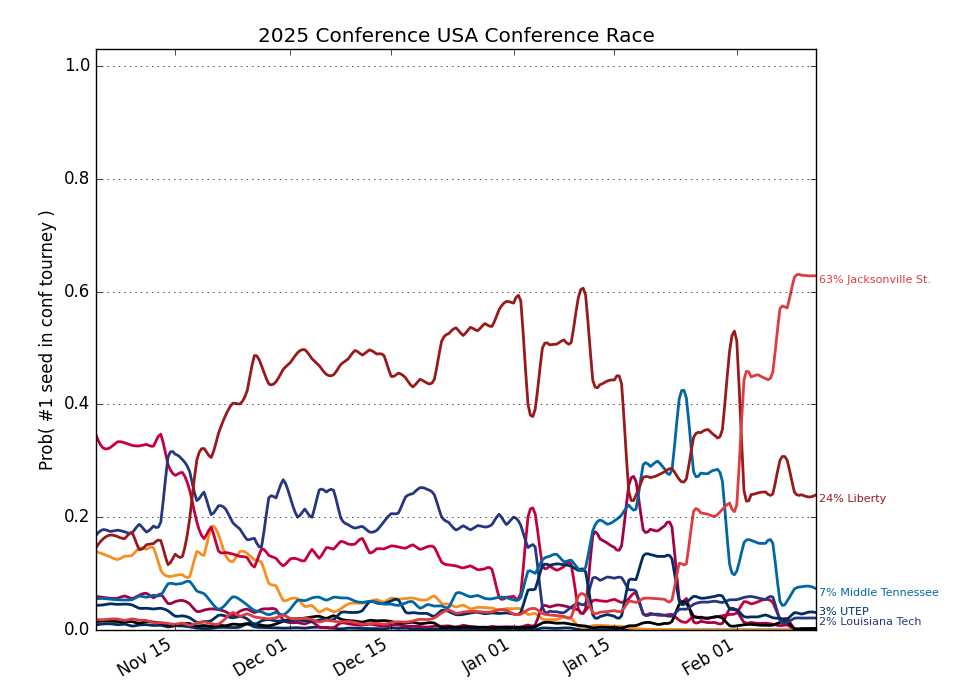 2025 Conference USA Conference Race
Prob( #1 seed in conf tourney )
1.0
0.8
0.6
0.4
0.2
0.0
63% Jacksonville St.
24% Liberty
7% Middle Tennessee
3% UTEP
2% Louisiana Tech
Nov 15
Dec 01
Dec 15
Jan 01
Jan 15
Feb 01